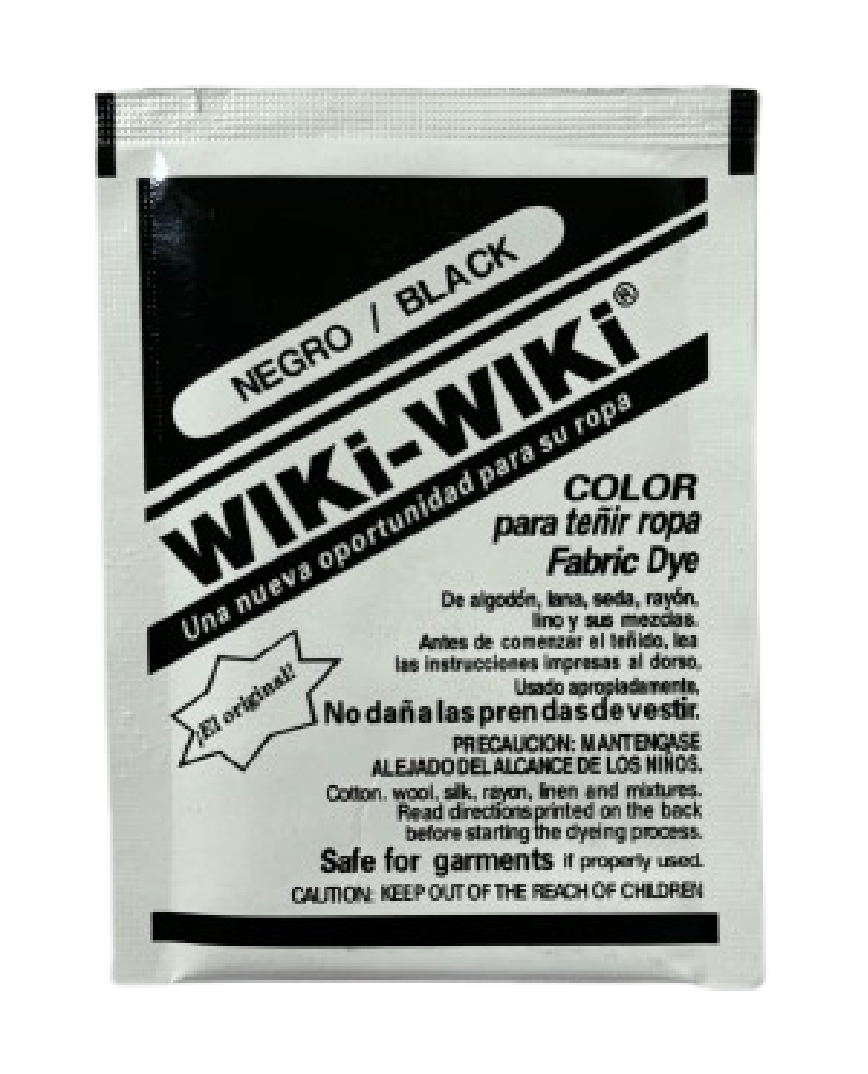 NEGRO / BLACK
WIKi-WIKi®
Una nueva oportunidad para su ropa
COLOR
para teñir ropa
Fabric Dye
De algodón, lana, seda, rayón,
lino y sus mezclas.
Antes de comenzar el teñido, lea
las instrucciones impresas al dorso.
Usado apropiadamente,
No daña las prendas de vestir.
¡El original!
PRECAUCION: MANTENGASE
ALEJADO DEL ALCANCE DE LOS NIÑOS.
Cotton, wool, silk, rayon, linen and mixtures.
Read directions printed on the back
before starting the dyeing process.
Safe for garments if properly used.
CAUTION: KEEP OUT OF THE REACH OF CHILDREN